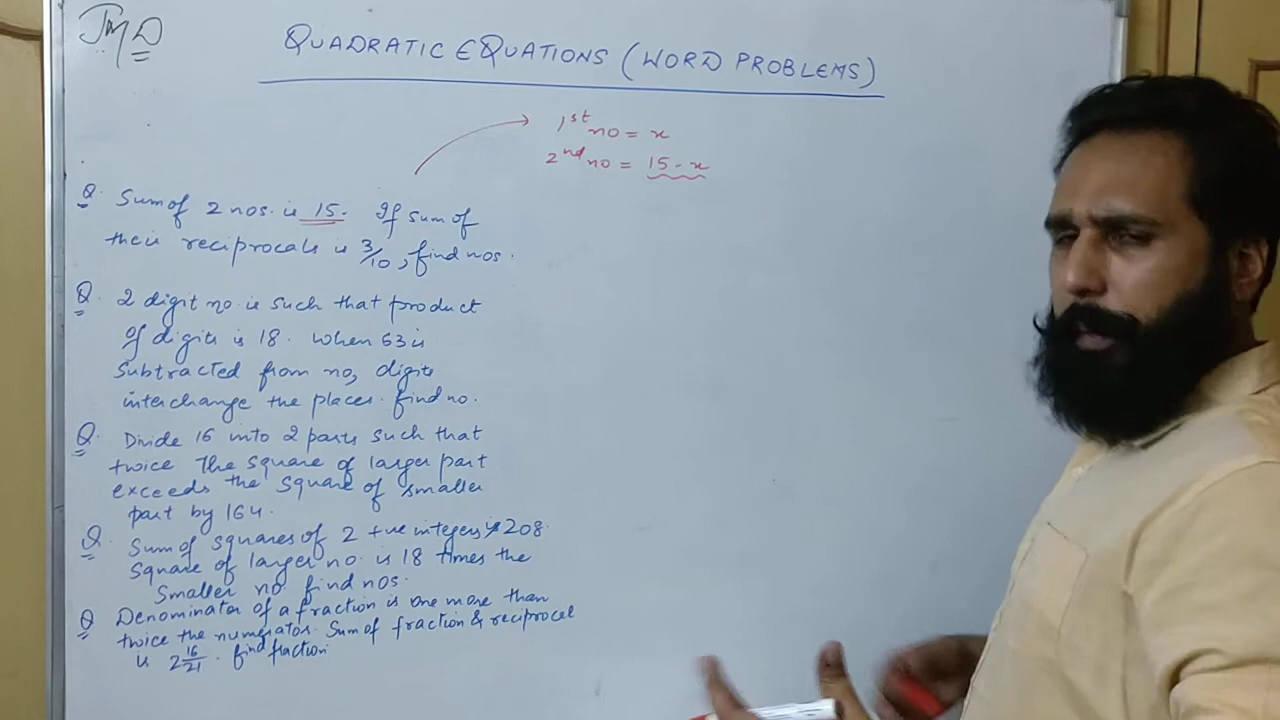 JMD
QUADRATIC EQUATIONS (WORD PROBLEMS)
1st no = x
2nd no = 15 - x
Q. Sum of 2 nos. is 15. If sum of
their reciprocals is 3/10, find nos.
Q. 2 digit no. is such that product
of digits is 18. When 63 is
subtracted from no, digits
interchange the places. find no.
Q. Divide 16 into 2 parts such that
twice the square of larger part
exceeds the square of smaller
part by 164.
Q. Sum of squares of 2 +ve integers is 208.
Square of larger no. is 18 times the
smaller no. find nos.
Q Denominator of a fraction is one more than
twice the numerator. Sum of fraction & reciprocal
is 2 16/21. find fraction